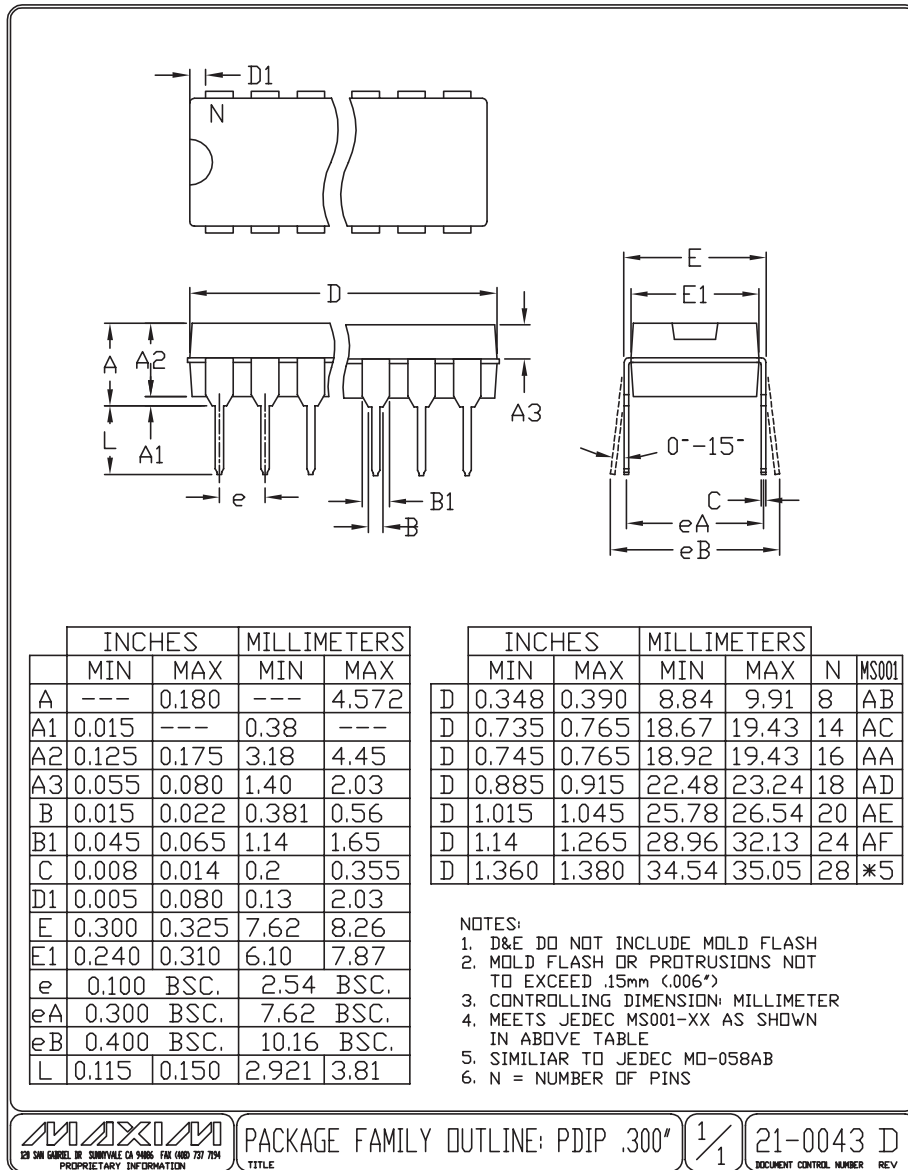 D1
N
D
E
E1
A
A2
A3
L
A1
0°-15°
e
B1
B
C
eA
eB
INCHES MILLIMETERS
MIN MAX MIN MAX
A --- 0.180 --- 4.572
A1 0.015 --- 0.38 ---
A2 0.125 0.175 3.18 4.45
A3 0.055 0.080 1.40 2.03
B 0.015 0.022 0.381 0.56
B1 0.045 0.065 1.14 1.65
C 0.008 0.014 0.2 0.355
D1 0.005 0.080 0.13 2.03
E 0.300 0.325 7.62 8.26
E1 0.240 0.310 6.10 7.87
e 0.100 BSC. 2.54 BSC.
eA 0.300 BSC. 7.62 BSC.
eB 0.400 BSC. 10.16 BSC.
L 0.115 0.150 2.921 3.81
INCHES MILLIMETERS
MIN MAX MIN MAX N MS001
D 0.348 0.390 8.84 9.91 8 AB
D 0.735 0.765 18.67 19.43 14 AC
D 0.745 0.765 18.92 19.43 16 AA
D 0.885 0.915 22.48 23.24 18 AD
D 1.015 1.045 25.78 26.54 20 AE
D 1.14 1.265 28.96 32.13 24 AF
D 1.360 1.380 34.54 35.05 28 *5
NOTES:
1. D&E DO NOT INCLUDE MOLD FLASH
2. MOLD FLASH OR PROTRUSIONS NOT
TO EXCEED .15mm (.006")
3. CONTROLLING DIMENSION: MILLIMETER
4. MEETS JEDEC MS001-XX AS SHOWN
IN ABOVE TABLE
5. SIMILIAR TO JEDEC MO-058AB
6. N = NUMBER OF PINS
MAXIM
120 SAN GABRIEL DR SUNNYVALE CA 94086 FAX (408) 737 7194
PROPRIETARY INFORMATION
PACKAGE FAMILY OUTLINE: PDIP .300"
TITLE
1/1
21-0043 D
DOCUMENT CONTROL NUMBER REV